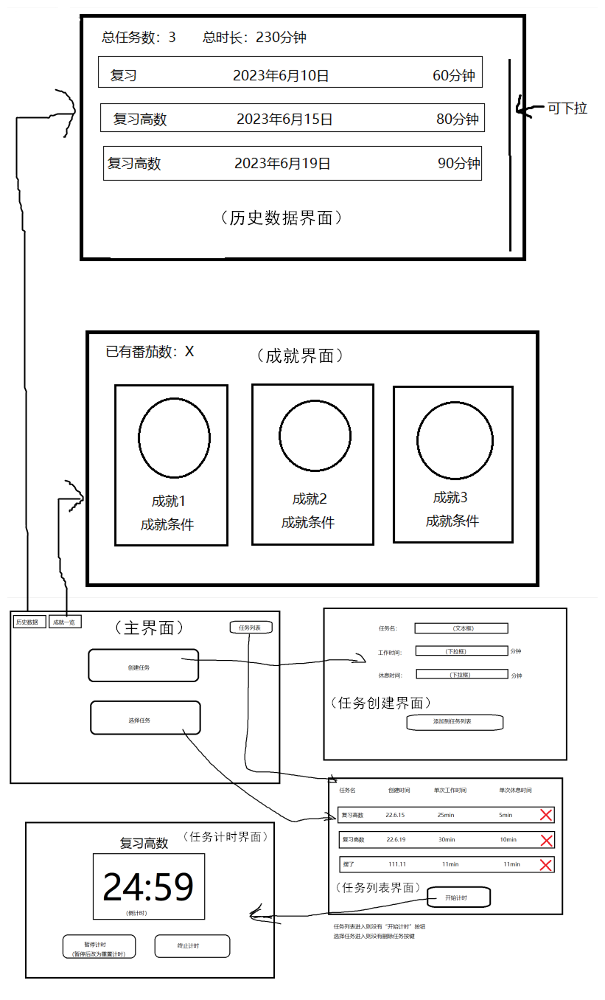 总任务数：3 总时长：230分钟
复习 2023年6月10日 60分钟
可下拉
复习高数 2023年6月15日 80分钟
复习高数 2023年6月19日 90分钟
（历史数据界面）
已有番茄数：X （成就界面）
成就1 成就2 成就3
成就条件 成就条件 成就条件
历史数据 成就一览 （主界面） 任务列表
创建任务
选择任务
任务名： （文本框）
工作时间： （下拉框） 分钟
休息时间： （下拉框） 分钟
（任务创建界面）
添加到任务列表
任务名 创建时间 单次工作时间 单次休息时间
复习高数 22.6.15 25min 5min
复习高数 22.6.19 30min 10min
摆了 111.11 11min 11min
（任务列表界面）
开始计时
任务列表进入则没有“开始计时”按钮
选择任务进入则没有删除任务按键
复习高数 （任务计时界面）
24:59
（倒计时）
暂停计时 终止计时
（暂停后改为重置计时）